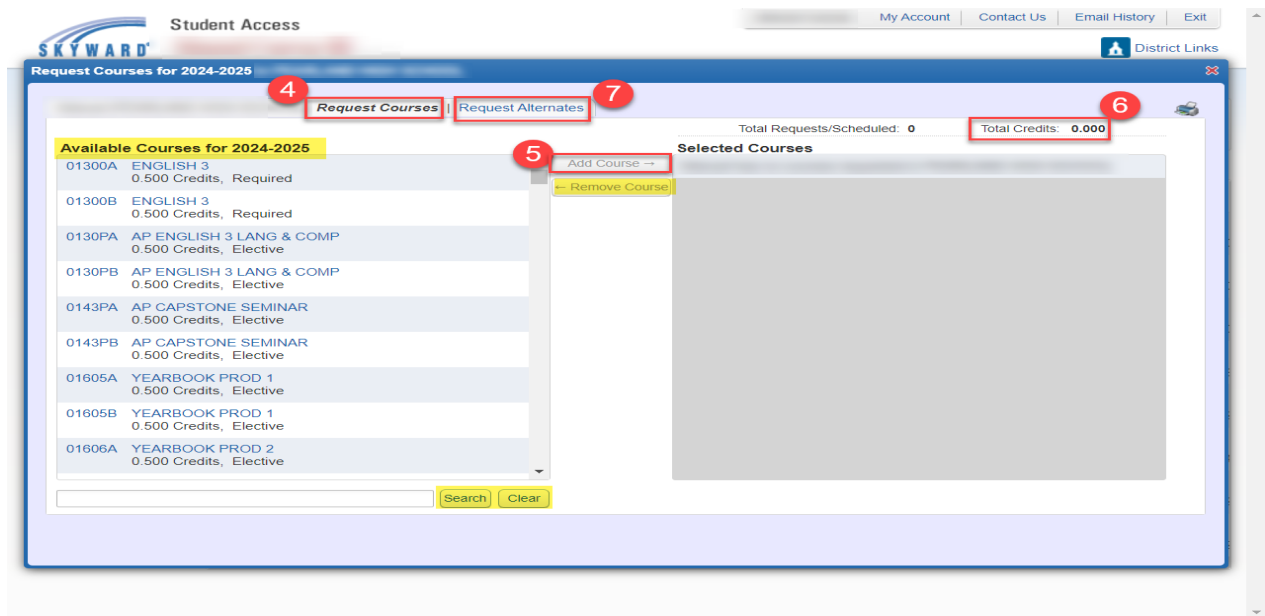 Student Access
My Account Contact Us Email History Exit
SKYWARD
District Links
Request Courses for 2024-2025
4
7
6
Request Courses | Request Alternates
Total Requests/Scheduled: 0 Total Credits: 0.000
Available Courses for 2024-2025
5
Selected Courses
Add Course →
← Remove Course
01300A ENGLISH 3
0.500 Credits, Required
01300B ENGLISH 3
0.500 Credits, Required
0130PA AP ENGLISH 3 LANG & COMP
0.500 Credits, Elective
0130PB AP ENGLISH 3 LANG & COMP
0.500 Credits, Elective
0143PA AP CAPSTONE SEMINAR
0.500 Credits, Elective
0143PB AP CAPSTONE SEMINAR
0.500 Credits, Elective
01605A YEARBOOK PROD 1
0.500 Credits, Elective
01605B YEARBOOK PROD 1
0.500 Credits, Elective
01606A YEARBOOK PROD 2
0.500 Credits, Elective
Search Clear